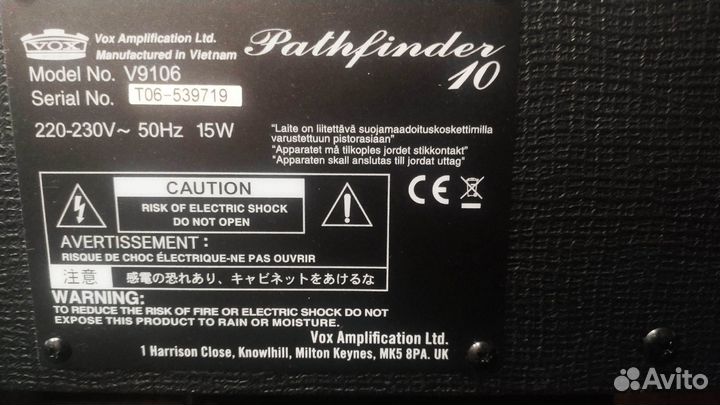 VOX
Vox Amplification Ltd.
Manufactured in Vietnam
Pathfinder
10
Model No. V9106
Serial No. T06-539719
220-230V~ 50Hz 15W
"Laite on liitettävä suojamaadoituskoskettimilla
varustettuun pistorasiaan"
"Apparatet må tilkoples jordet stikkontakt"
"Apparaten skall anslutas till jordat uttag"
CAUTION
RISK OF ELECTRIC SHOCK
DO NOT OPEN
CE
AVERTISSEMENT :
RISQUE DE CHOC ÉLECTRIQUE-NE PAS OUVRIR
注意 感電の恐れあり、キャビネットをあけるな
WARNING:
TO REDUCE THE RISK OF FIRE OR ELECTRIC SHOCK DO NOT
EXPOSE THIS PRODUCT TO RAIN OR MOISTURE.
Vox Amplification Ltd.
1 Harrison Close, Knowlhill, Milton Keynes, MK5 8PA. UK
Avito